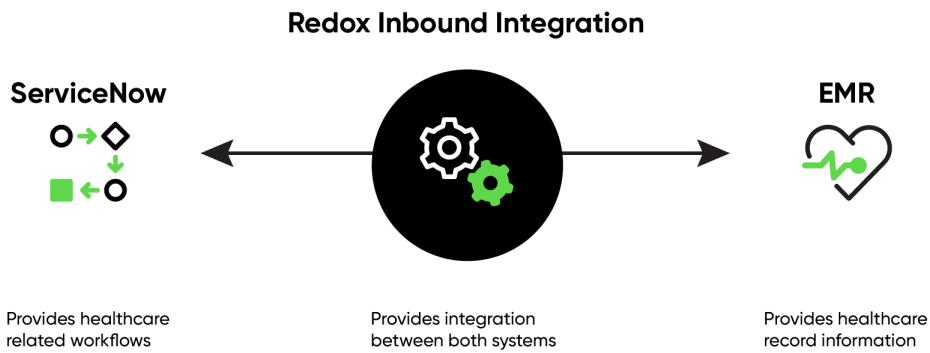 Redox Inbound Integration
ServiceNow
EMR
Provides healthcare
related workflows
Provides integration
between both systems
Provides healthcare
record information